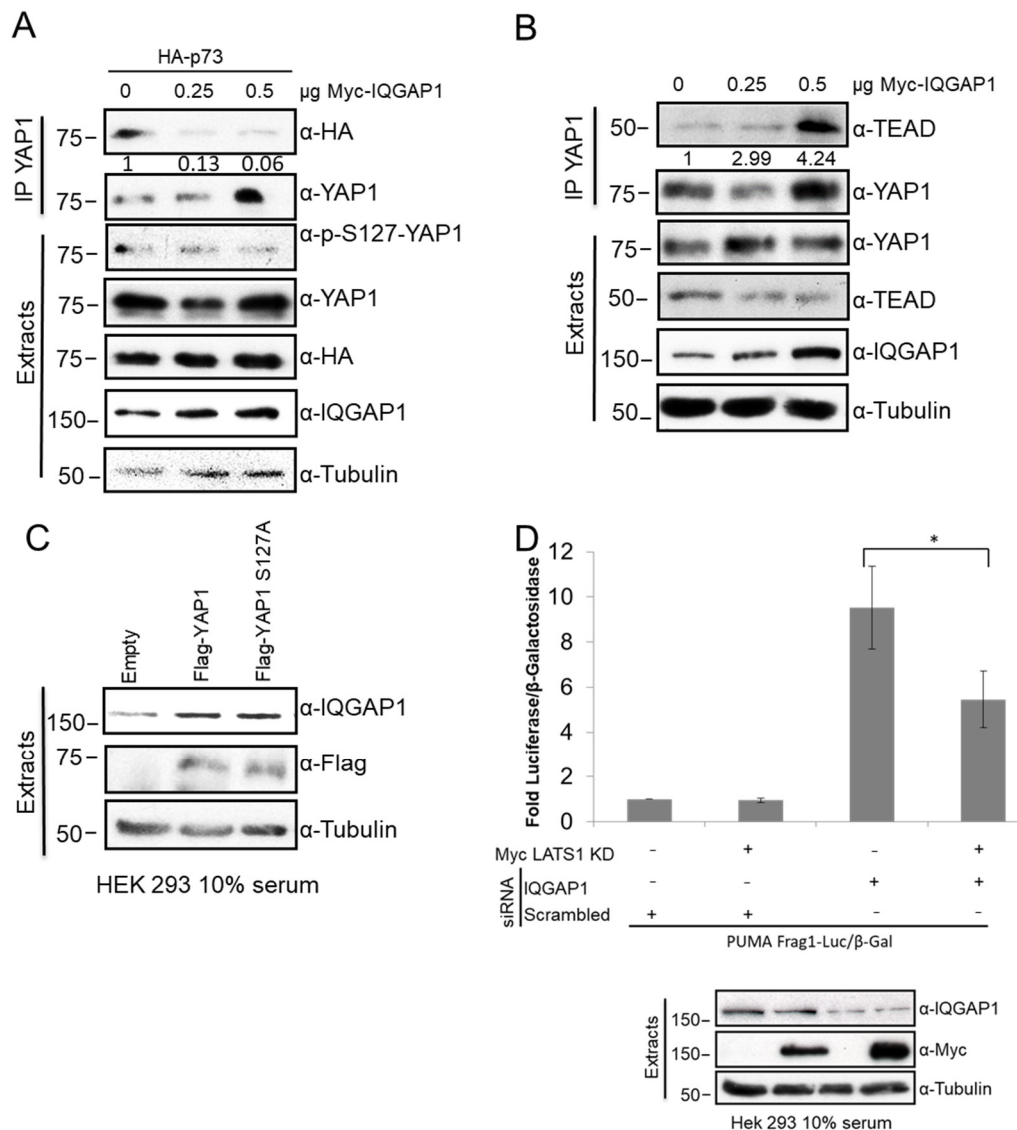 A
HA-p73
0 0.25 0.5 µg Myc-IQGAP1
IP YAP1
75 α-HA
1 0.13 0.06
75 α-YAP1
Extracts
75 α-p-S127-YAP1
75 α-YAP1
75 α-HA
150 α-IQGAP1
50 α-Tubulin
B
0 0.25 0.5 µg Myc-IQGAP1
IP YAP1
50 α-TEAD
1 2.99 4.24
75 α-YAP1
Extracts
75 α-YAP1
50 α-TEAD
150 α-IQGAP1
50 α-Tubulin
C
Empty
Flag-YAP1
Flag-YAP1 S127A
Extracts
150 α-IQGAP1
75 α-Flag
50 α-Tubulin
HEK 293 10% serum
D
Fold Luciferase/β-Galactosidase
12
10
8
6
4
2
0
*
Myc LATS1 KD - + - +
siRNA
IQGAP1 - - + +
Scrambled + + - -
PUMA Frag1-Luc/β-Gal
Extracts
150 α-IQGAP1
150 α-Myc
50 α-Tubulin
Hek 293 10% serum